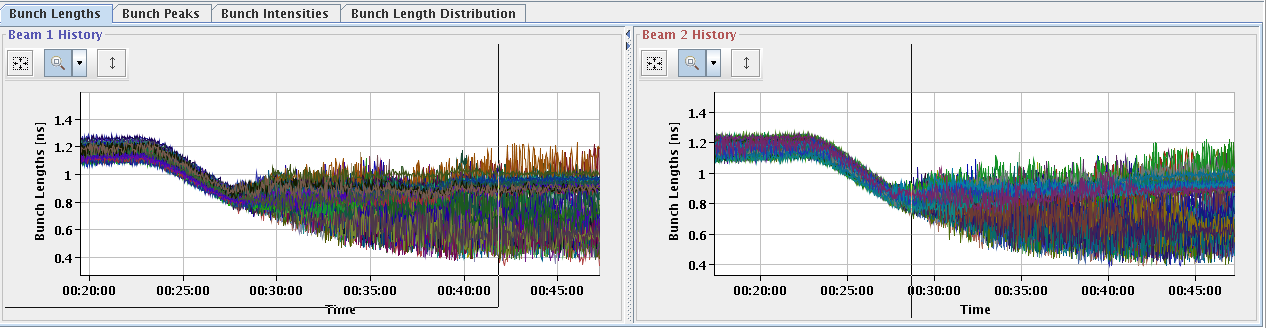 Bunch Lengths Bunch Peaks Bunch Intensities Bunch Length Distribution
Beam 1 History
Bunch Lengths [ns]
1.4
1.2
1
0.8
0.6
0.4
00:20:00 00:25:00 00:30:00 00:35:00 00:40:00 00:45:00
Time
Beam 2 History
Bunch Lengths [ns]
1.4
1.2
1
0.8
0.6
0.4
00:20:00 00:25:00 00:30:00 00:35:00 00:40:00 00:45:00
Time